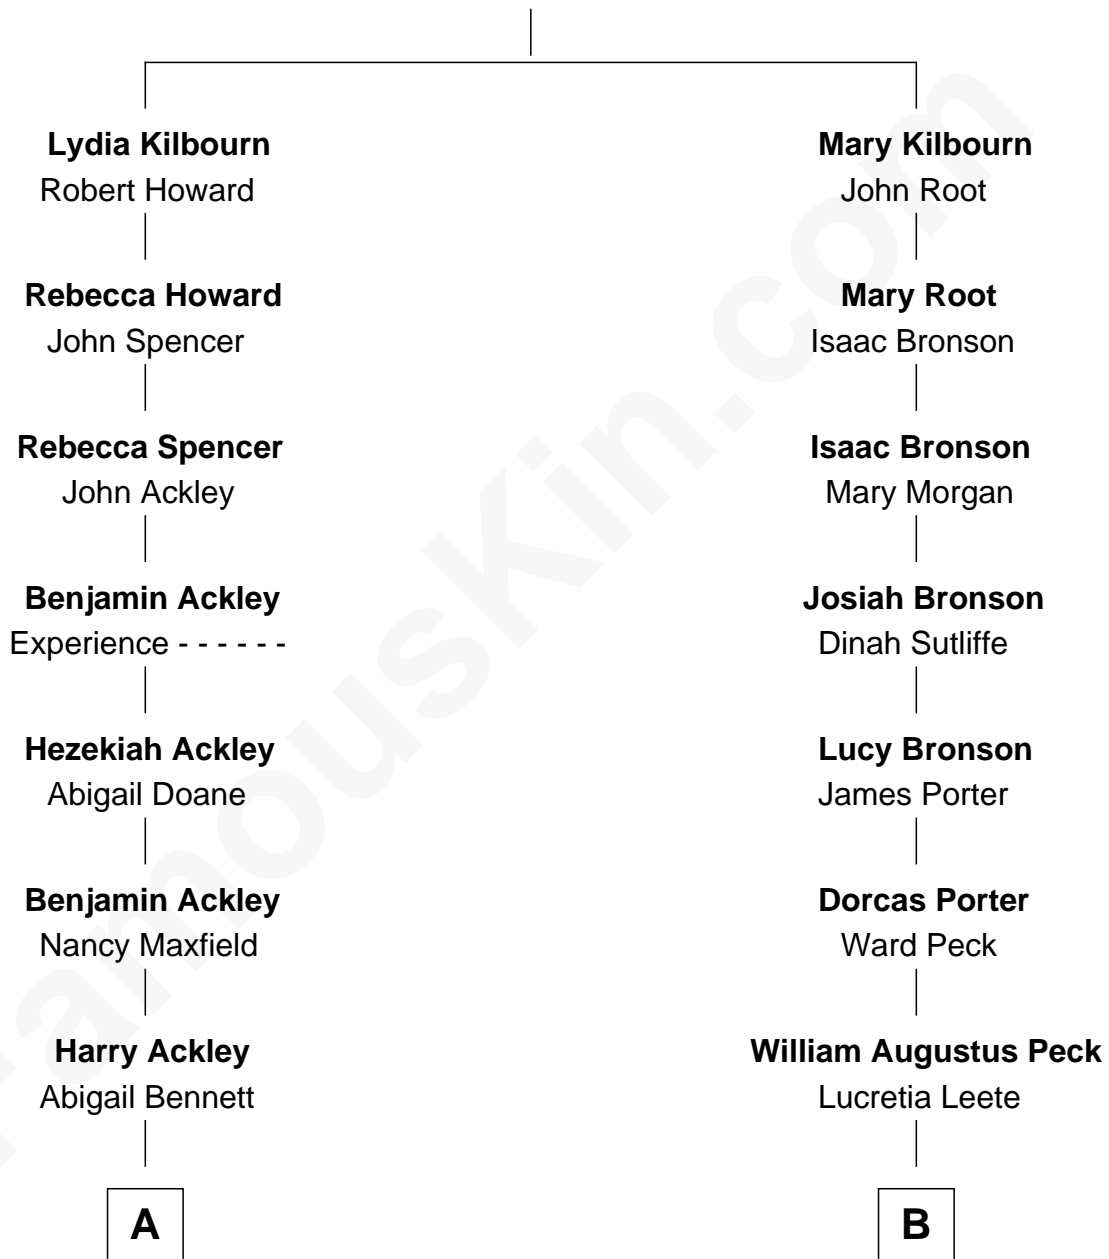 Lydia Kilbourn
Robert Howard
Rebecca Howard
John Spencer
Rebecca Spencer
John Ackley
Benjamin Ackley
Experience - - - - - -
Hezekiah Ackley
Abigail Doane
Benjamin Ackley
Nancy Maxfield
Harry Ackley
Abigail Bennett
A
Mary Kilbourn
John Root
Mary Root
Isaac Bronson
Isaac Bronson
Mary Morgan
Josiah Bronson
Dinah Sutliffe
Lucy Bronson
James Porter
Dorcas Porter
Ward Peck
William Augustus Peck
Lucretia Leete
B
FamousKin.com